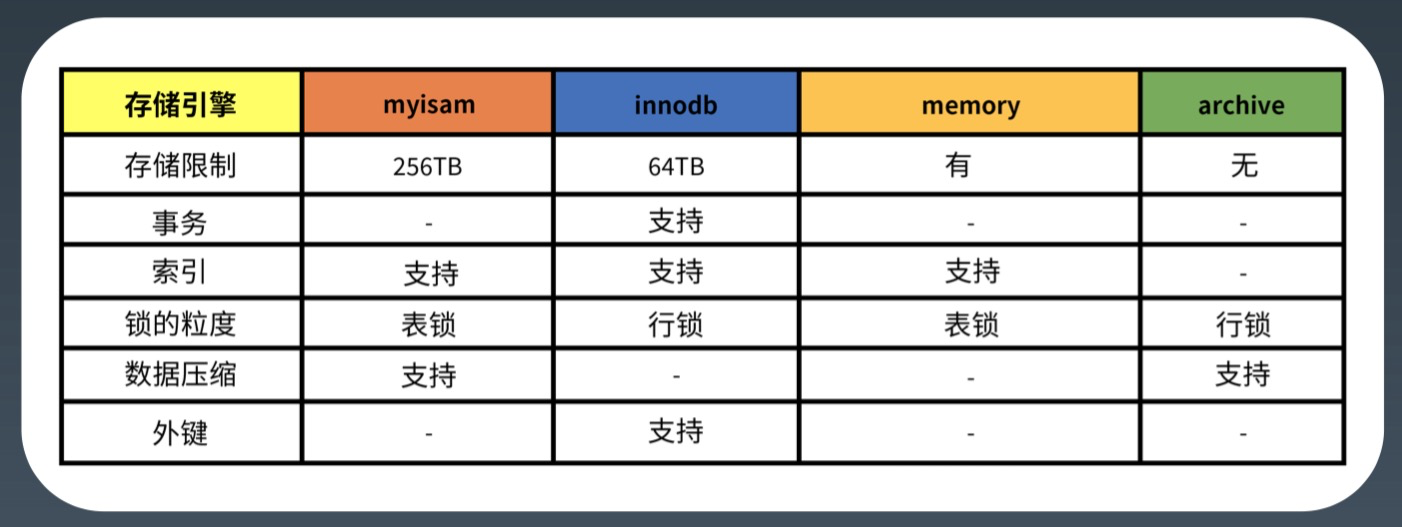 存储引擎 myisam innodb memory archive
存储限制 256TB 64TB 有 无
事务 - 支持 - -
索引 支持 支持 支持 -
锁的粒度 表锁 行锁 表锁 行锁
数据压缩 支持 - - 支持
外键 - 支持 - -